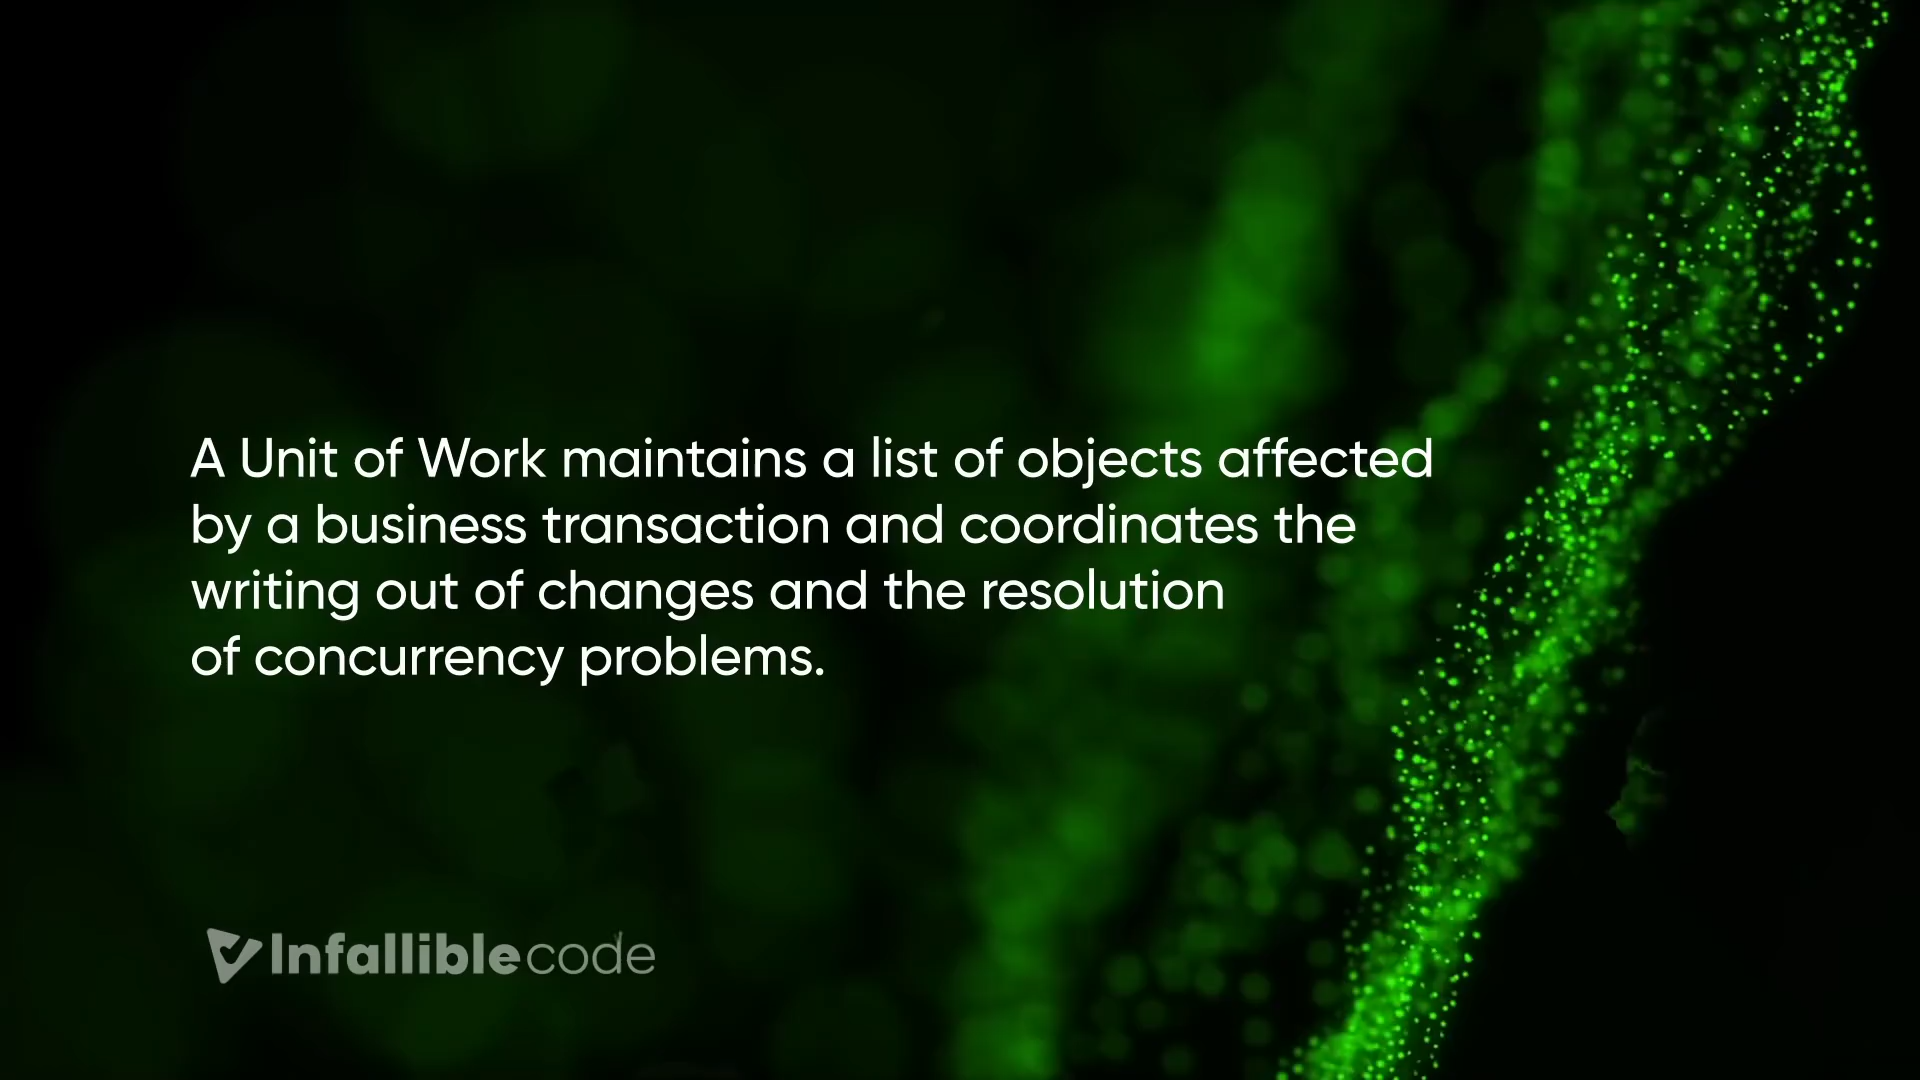 A Unit of Work maintains a list of objects affected
by a business transaction and coordinates the
writing out of changes and the resolution
of concurrency problems.
Infalliblecode